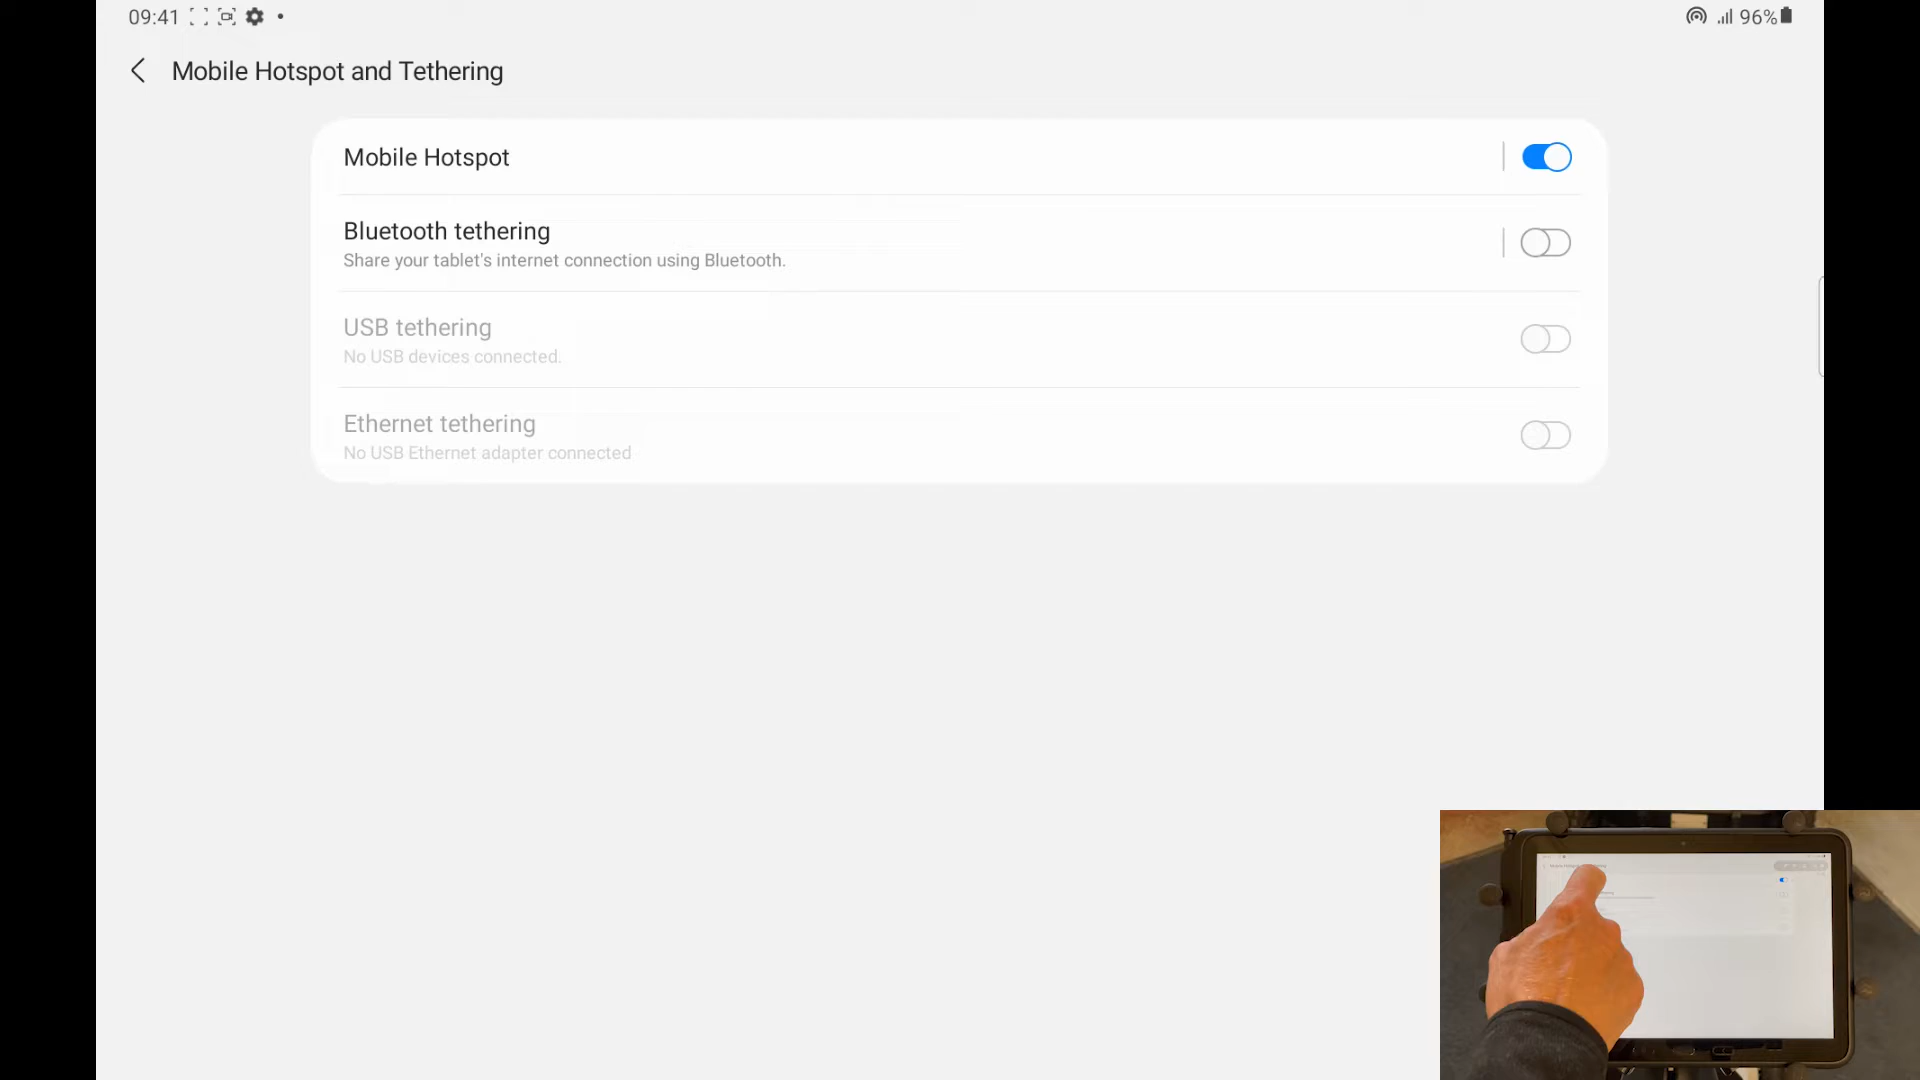 09:41
96%
Mobile Hotspot and Tethering
Mobile Hotspot
Bluetooth tethering
Share your tablet's internet connection using Bluetooth.
USB tethering
No USB devices connected.
Ethernet tethering
No USB Ethernet adapter connected